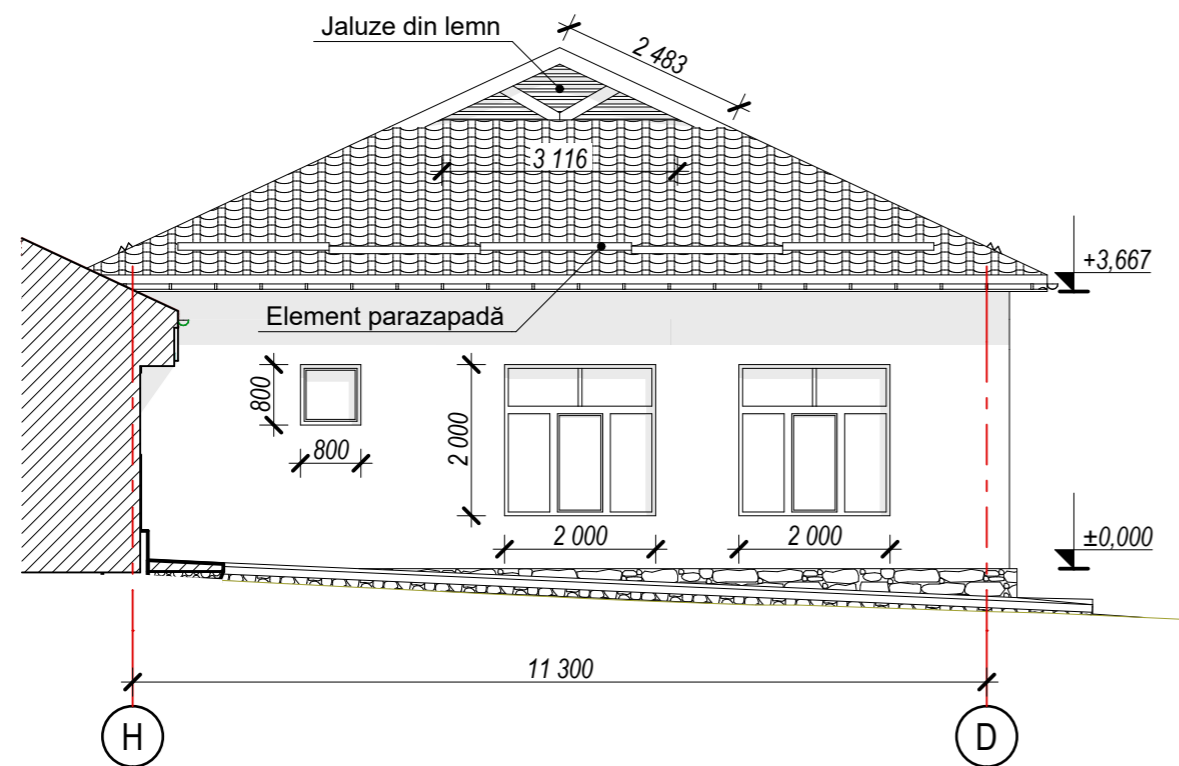 Jaluze din lemn
2 483
3 116
+3,667
Element parazapadă
800
800
2 000
2 000
2 000
±0,000
11 300
H
D